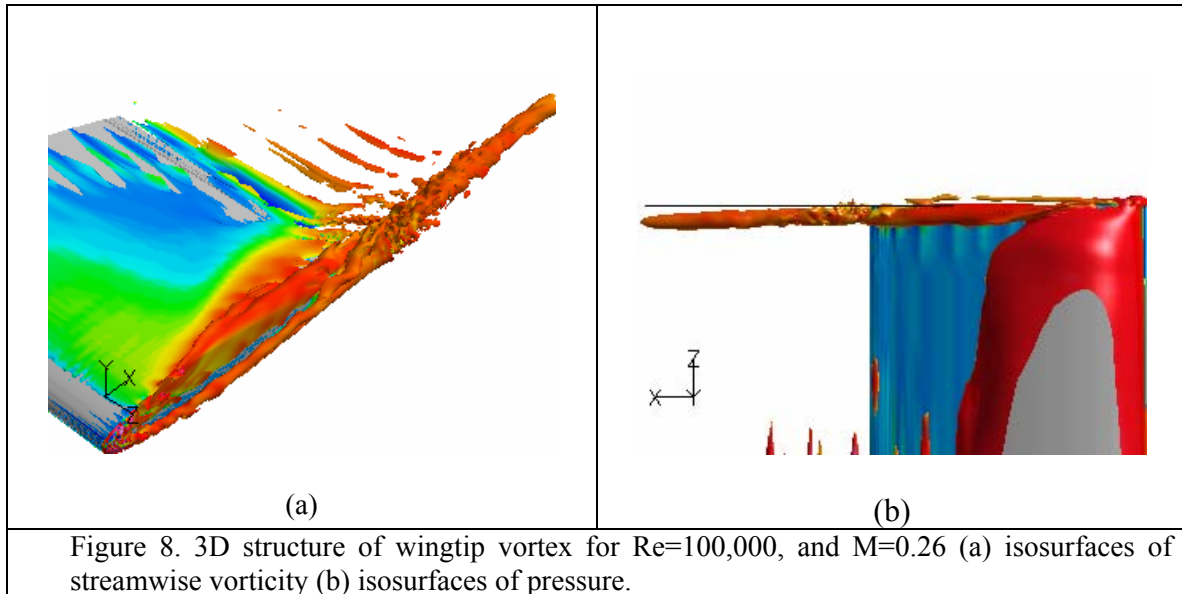 Y
X
Z
(a)
Z
X
Y
(b)
Figure 8. 3D structure of wingtip vortex for Re=100,000, and M=0.26 (a) isosurfaces of
streamwise vorticity (b) isosurfaces of pressure.